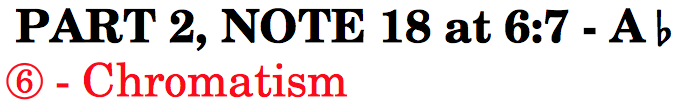 PART 2, NOTE 18 at 6:7 - A♭
⑥ - Chromatism